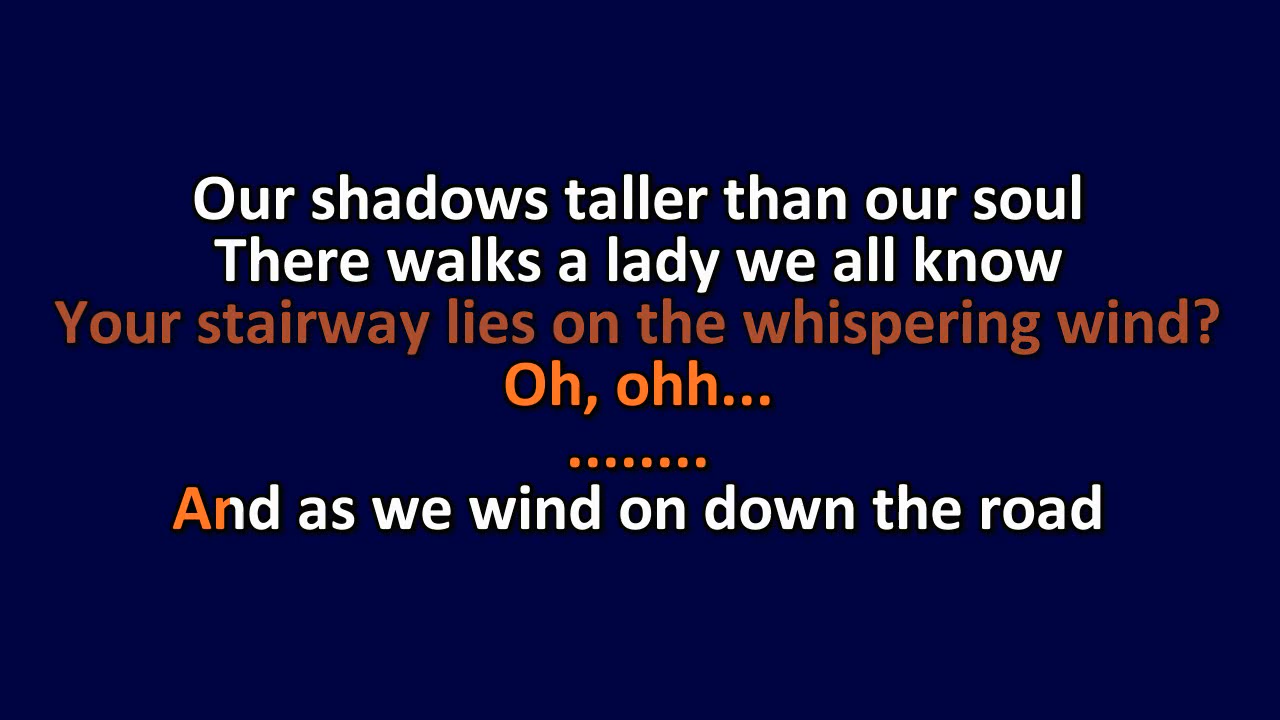 Our shadows taller than our soul
There walks a lady we all know
Your stairway lies on the whispering wind?
Oh, ohh...
........
And as we wind on down the road